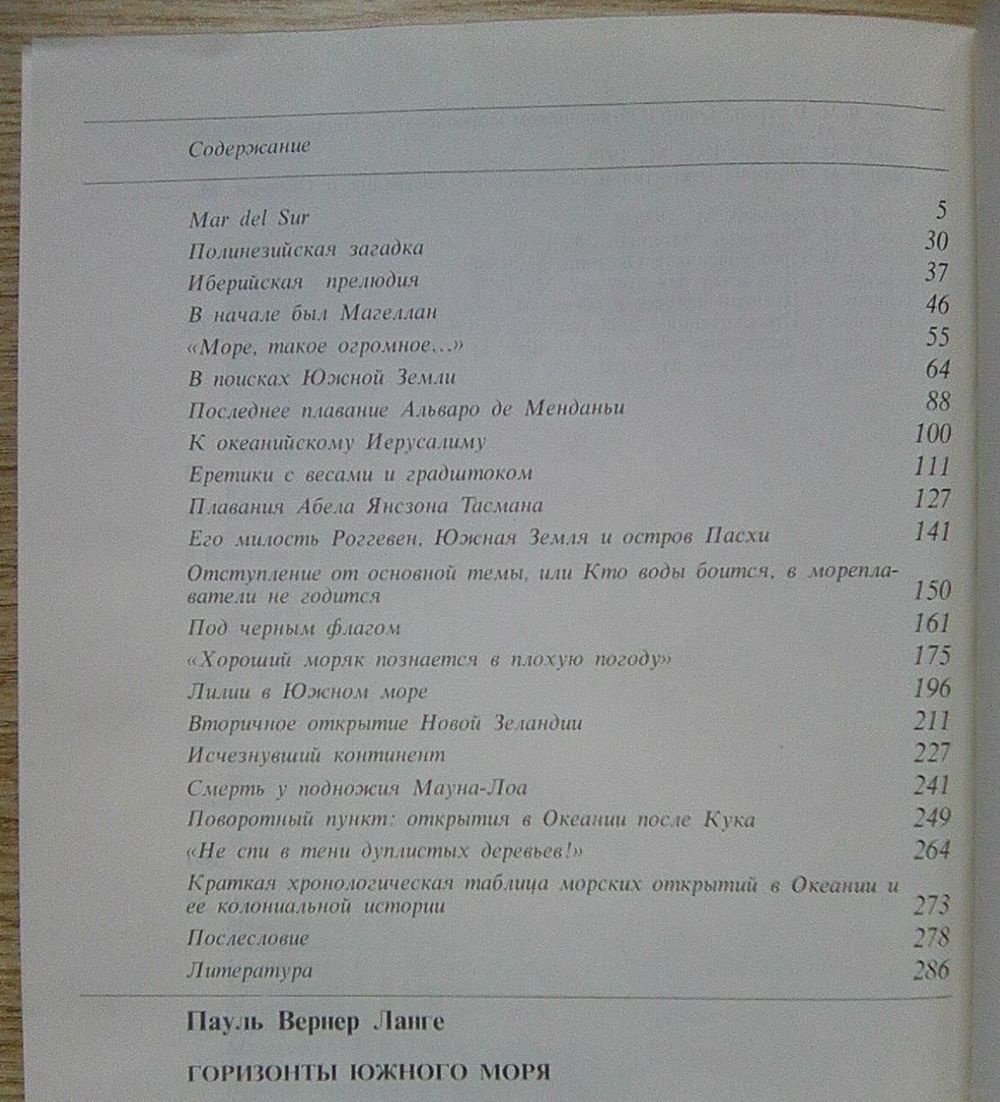 Содержание
Mar del Sur 5
Полинезийская загадка 30
Иберийская прелюдия 37
В начале был Магеллан 46
«Море, такое огромное...» 55
В поисках Южной Земли 64
Последнее плавание Альваро де Менданьи 88
К океанийскому Иерусалиму 100
Еретики с весами и градштоком 111
Плавания Абела Янсзона Тасмана 127
Его милость Роггевен, Южная Земля и остров Пасхи 141
Отступление от основной темы, или Кто воды боится, в морепла-
ватели не годится 150
Под черным флагом 161
«Хороший моряк познается в плохую погоду» 175
Лилии в Южном море 196
Вторичное открытие Новой Зеландии 211
Исчезнувший континент 227
Смерть у подножия Мауна-Лоа 241
Поворотный пункт: открытия в Океании после Кука 249
«Не спи в тени дуплистых деревьев!» 264
Краткая хронологическая таблица морских открытий в Океании и
ее колониальной истории 273
Послесловие 278
Литература 286
Пауль Вернер Ланге
ГОРИЗОНТЫ ЮЖНОГО МОРЯ